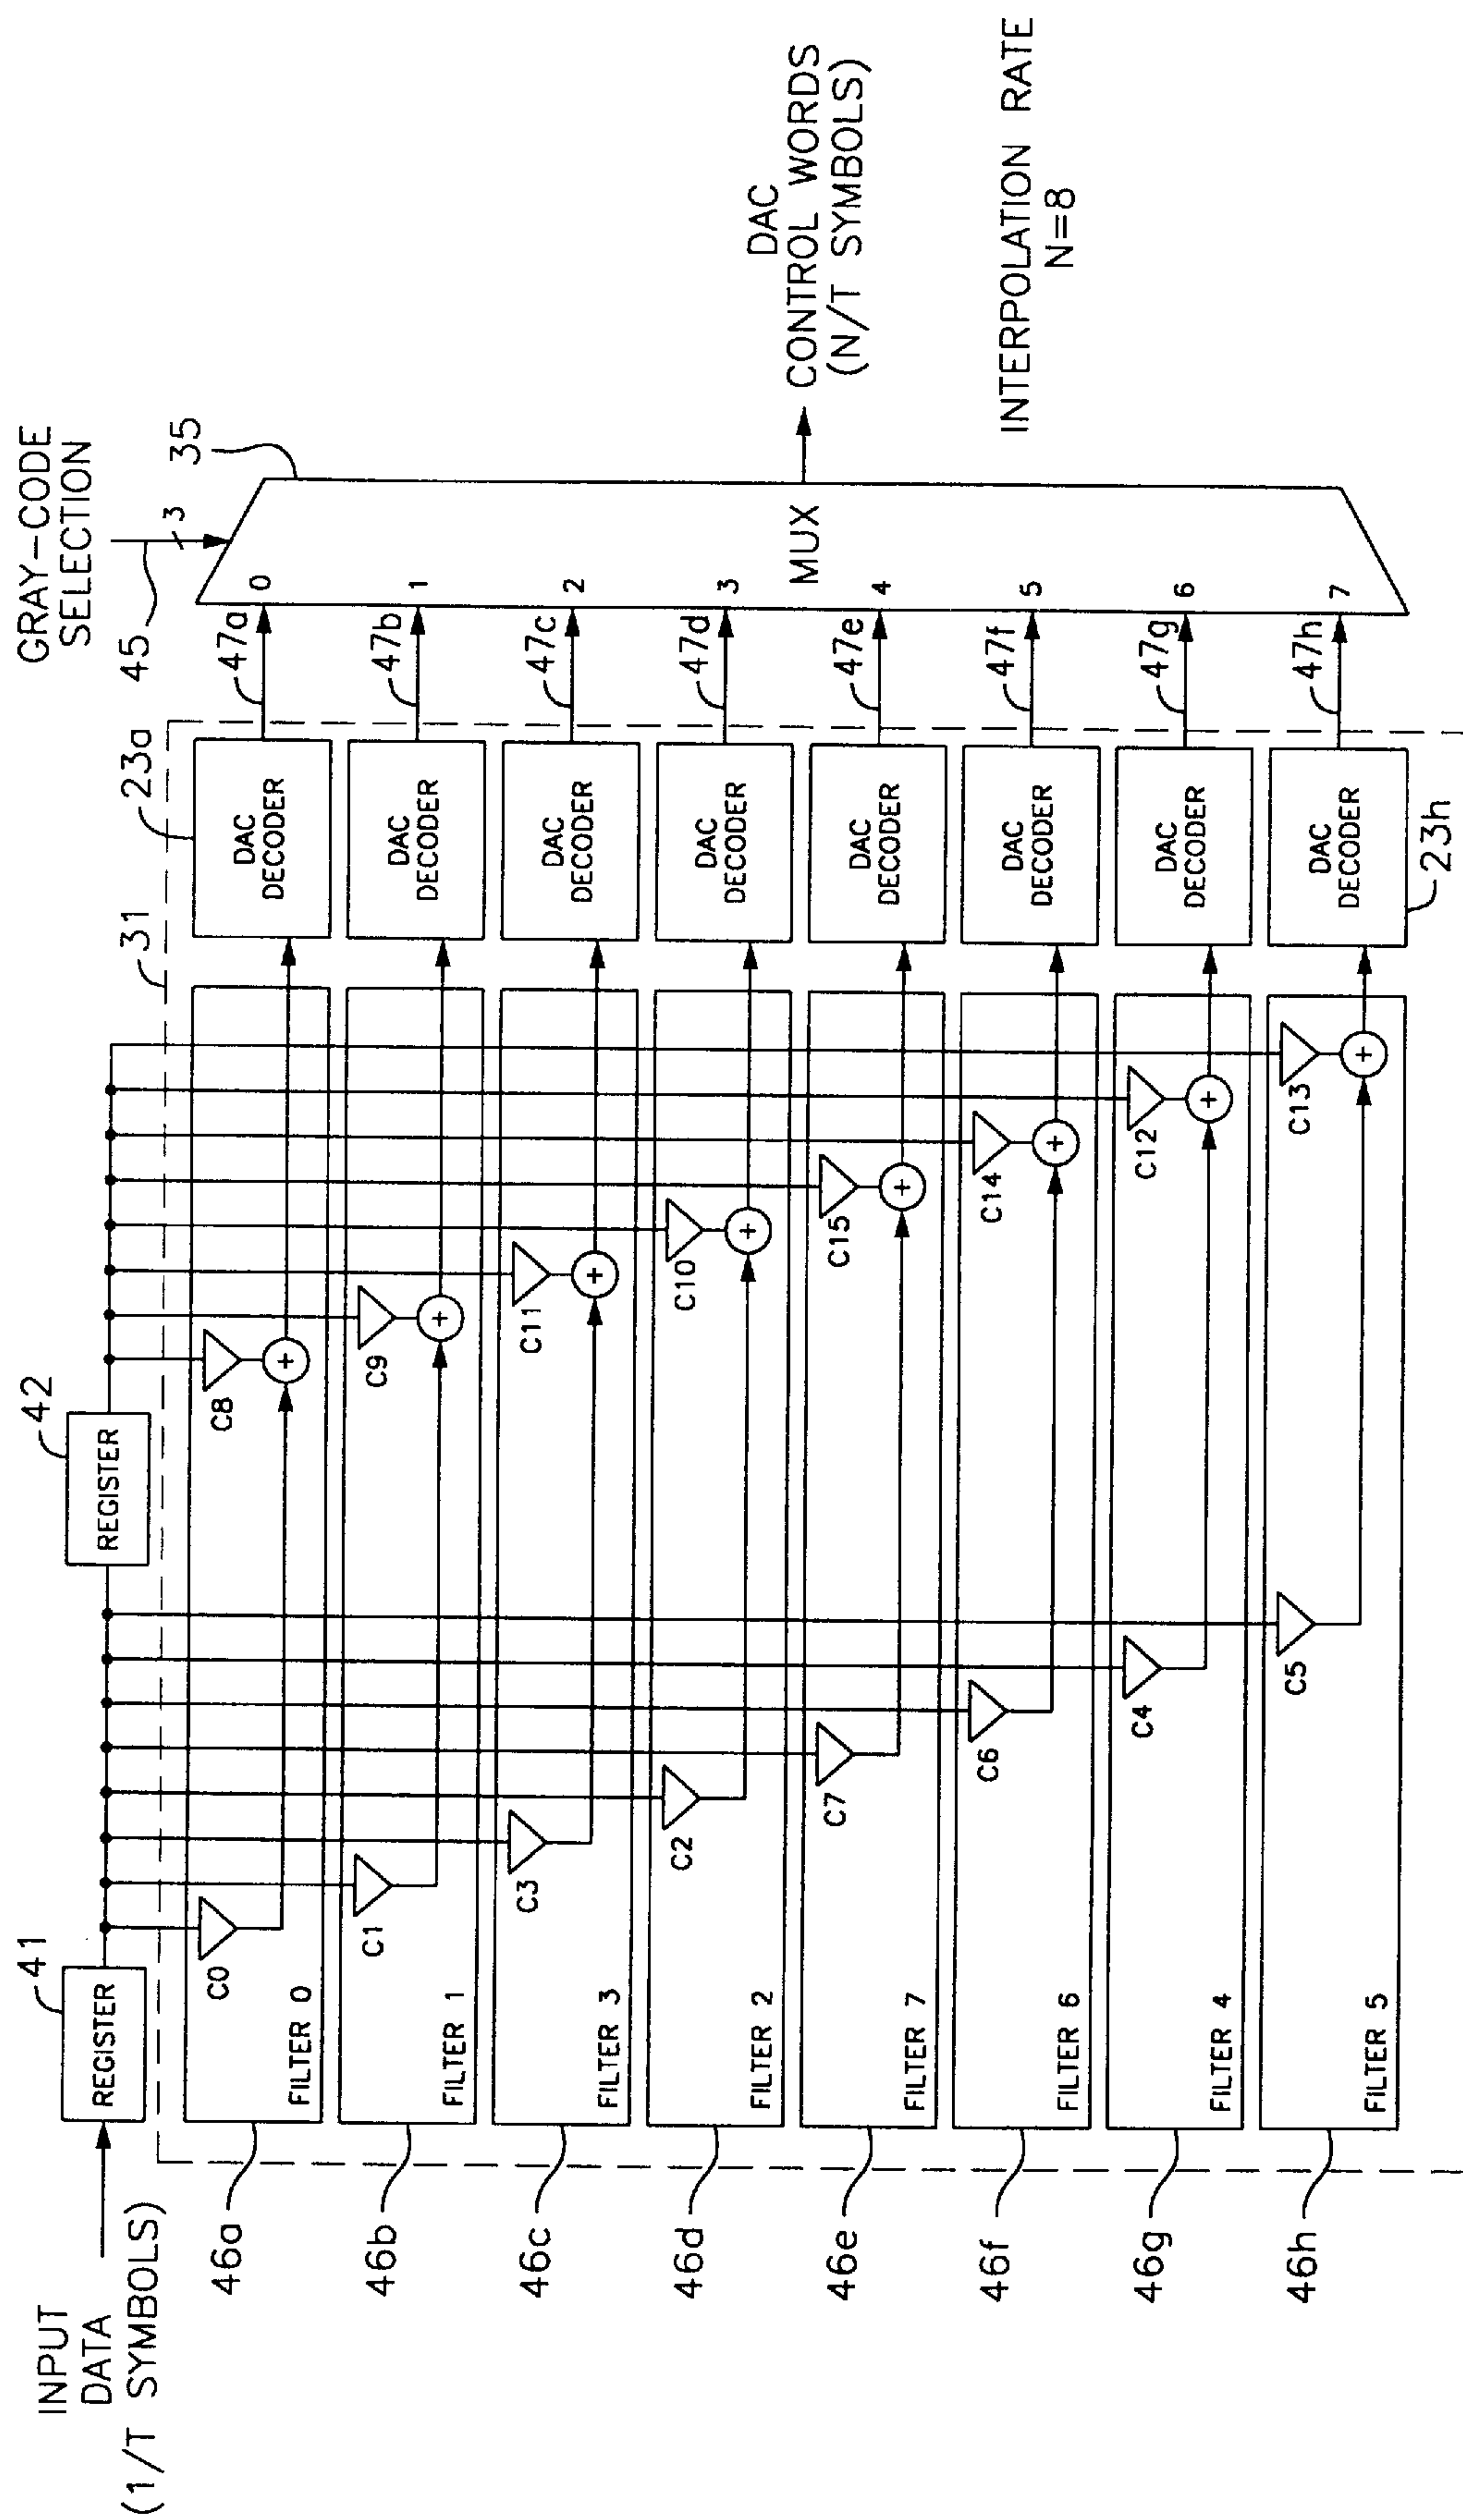 INPUT
DATA
(1/T SYMBOLS)
41
REGISTER
42
REGISTER
31
23a
GRAY-CODE
SELECTION
45
3
35
46a
FILTER 0
C0
C8
+
DAC
DECODER
47a
0
46b
FILTER 1
C1
C9
+
DAC
DECODER
47b
1
46c
FILTER 3
C3
C11
+
DAC
DECODER
47c
2
46d
FILTER 2
C2
C10
+
DAC
DECODER
47d
3
MUX
DAC
CONTROL WORDS
(N/T SYMBOLS)
46e
FILTER 7
C7
C15
+
DAC
DECODER
47e
4
46f
FILTER 6
C6
C14
+
DAC
DECODER
47f
5
INTERPOLATION RATE
N=8
46g
FILTER 4
C4
C12
+
DAC
DECODER
47g
6
46h
FILTER 5
C5
C13
+
DAC
DECODER
47h
7
23h